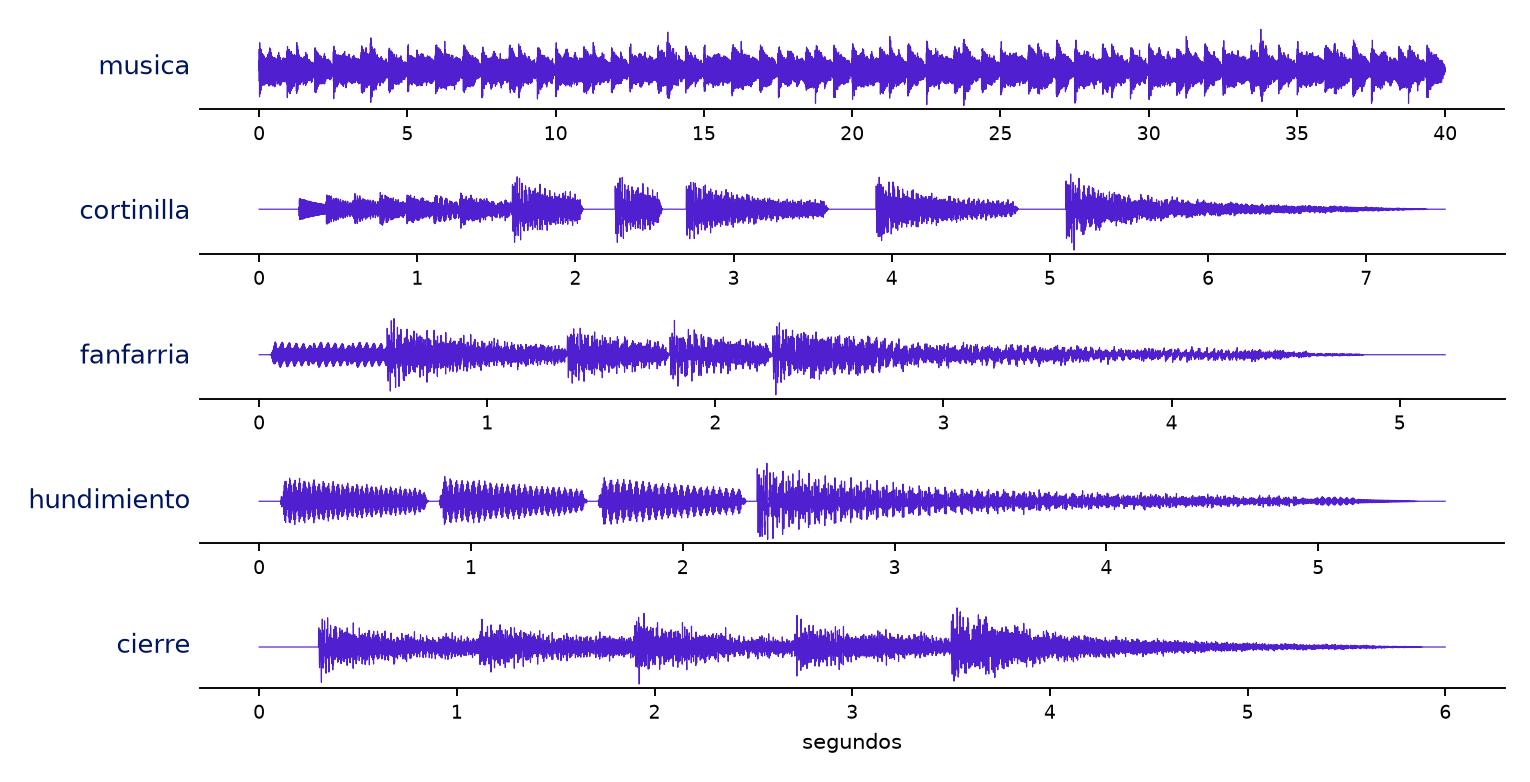 musica
0 5 10 15 20 25 30 35 40
cortinilla
0 1 2 3 4 5 6 7
fanfarria
0 1 2 3 4 5
hundimiento
0 1 2 3 4 5
cierre
0 1 2 3 4 5 6
segundos